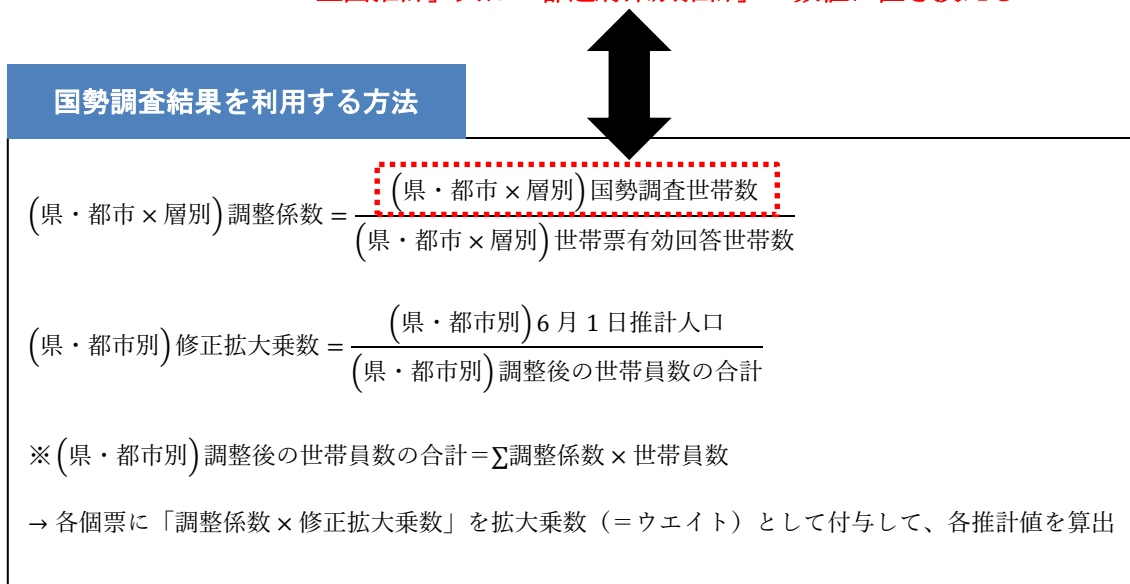 国勢調査結果を利用する方法
(県・都市 × 層別) 調整係数 = (県・都市 × 層別) 国勢調査世帯数
(県・都市 × 層別) 世帯票有効回答世帯数
(県・都市別) 修正拡大乗数 = (県・都市別) 6 月 1 日推計人口
(県・都市別) 調整後の世帯員数の合計
※ (県・都市別) 調整後の世帯員数の合計＝∑調整係数 × 世帯員数
→ 各個票に「調整係数 × 修正拡大乗数」を拡大乗数（＝ウエイト）として付与して、各推計値を算出